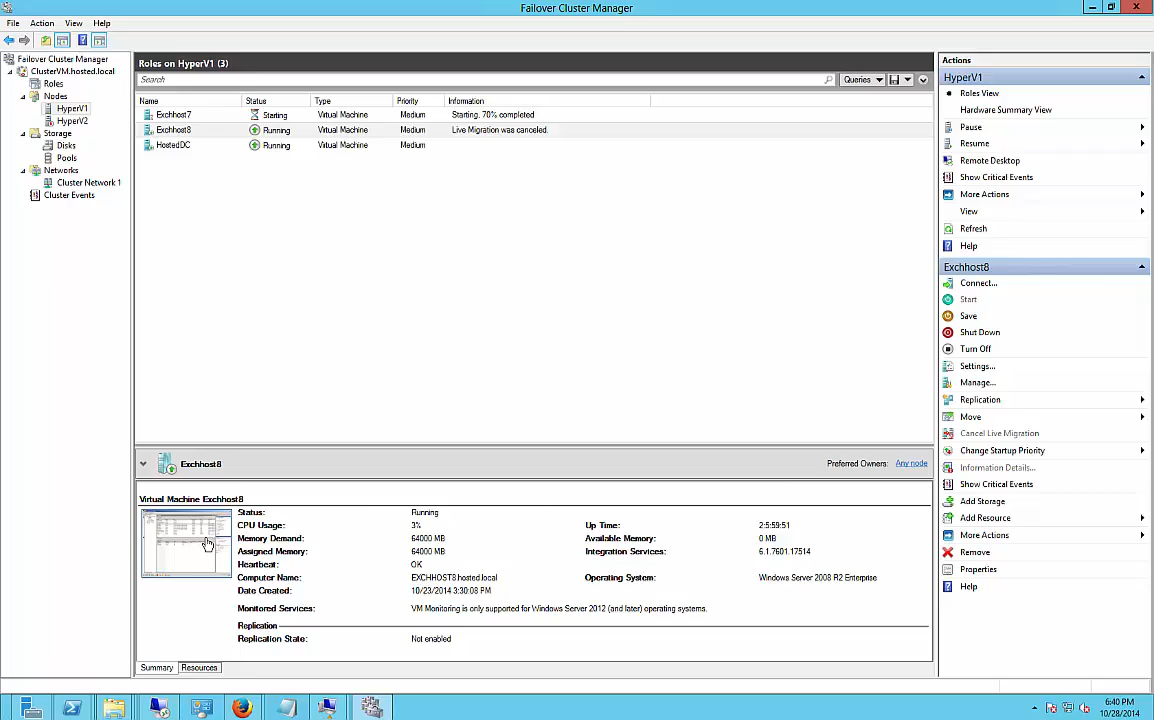 Failover Cluster Manager
File Action View Help
Failover Cluster Manager
ClusterVM.hosted.local
Roles
Nodes
HyperV1
HyperV2
Storage
Disks
Pools
Networks
Cluster Network 1
Cluster Events
Roles on HyperV1 (3)
Search
Queries
Name Status Type Priority Information
Exchhost7 Starting Virtual Machine Medium Starting, 70% completed
Exchhost8 Running Virtual Machine Medium Live Migration was canceled.
HostedDC Running Virtual Machine Medium
Exchhost8 Preferred Owners: Any node
Virtual Machine Exchhost8
Status: Running
CPU Usage: 3% Up Time: 2:5:59:51
Memory Demand: 64000 MB Available Memory: 0 MB
Assigned Memory: 64000 MB Integration Services: 6.1.7601.17514
Heartbeat: OK
Computer Name: EXCHHOST8.hosted.local Operating System: Windows Server 2008 R2 Enterprise
Date Created: 10/23/2014 3:30:08 PM
Monitored Services: VM Monitoring is only supported for Windows Server 2012 (and later) operating systems.
Replication
Replication State: Not enabled
Summary Resources
Actions
HyperV1
Roles View
Hardware Summary View
Pause
Resume
Remote Desktop
Show Critical Events
More Actions
View
Refresh
Help
Exchhost8
Connect...
Start
Save
Shut Down
Turn Off
Settings...
Manage...
Replication
Move
Cancel Live Migration
Change Startup Priority
Information Details...
Show Critical Events
Add Storage
Add Resource
More Actions
Remove
Properties
Help
6:40 PM
10/28/2014